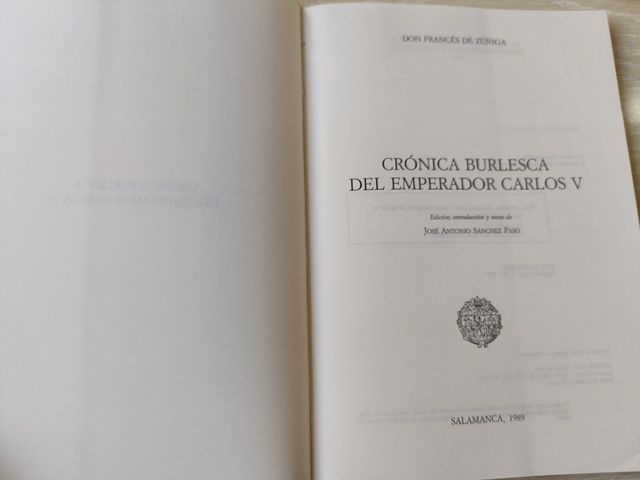 DON FRANCÉS DE ZÚÑIGA
CRÓNICA BURLESCA
DEL EMPERADOR CARLOS V
Edición, introducción y notas de
JOSÉ ANTONIO SÁNCHEZ PASO
SALAMANCA, 1989